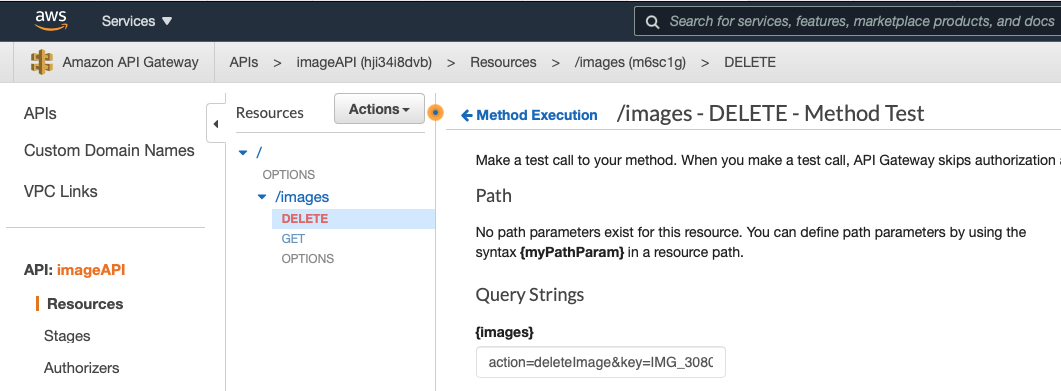 aws Services Search for services, features, marketplace products, and docs
Amazon API Gateway APIs > imageAPI (hji34i8dvb) > Resources > /images (m6sc1g) > DELETE
APIs
Custom Domain Names
VPC Links
API: imageAPI
Resources
Stages
Authorizers
Resources Actions
/
OPTIONS
/images
DELETE
GET
OPTIONS
Method Execution /images - DELETE - Method Test
Make a test call to your method. When you make a test call, API Gateway skips authorization
Path
No path parameters exist for this resource. You can define path parameters by using the
syntax {myPathParam} in a resource path.
Query Strings
{images}
action=deleteImage&key=IMG_3080